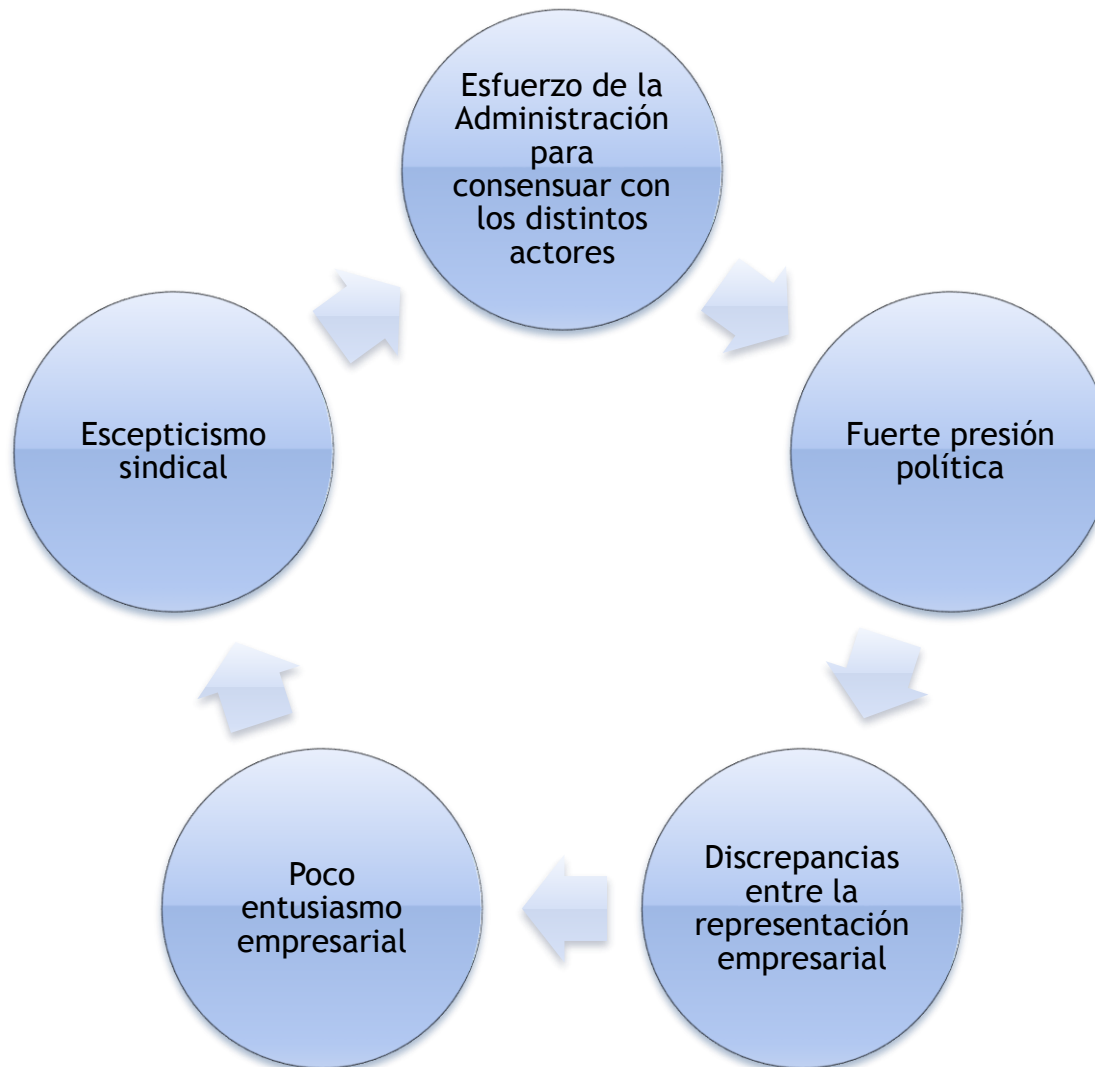 Esfuerzo de la
Administración
para
consensuar con
los distintos
actores
Fuerte presión
política
Discrepancias
entre la
representación
empresarial
Poco
entusiasmo
empresarial
Escepticismo
sindical